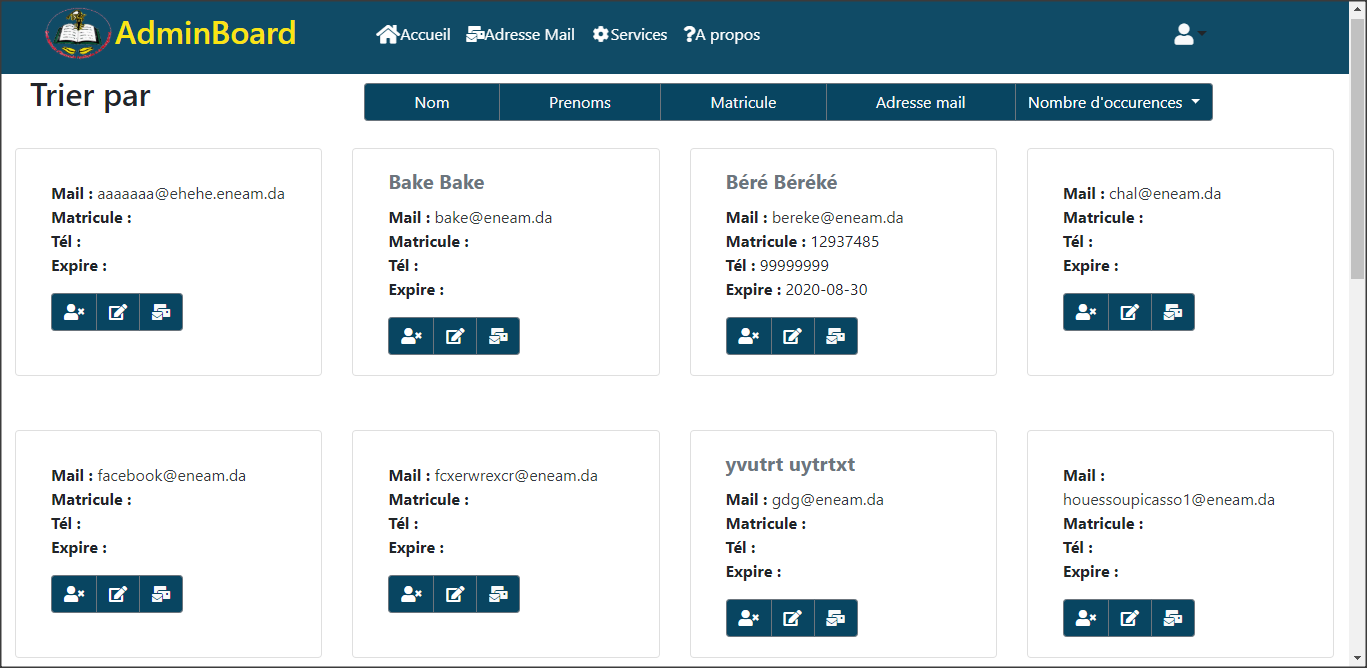 AdminBoard
Accueil
Adresse Mail
Services
?A propos
Trier par
Nom
Prenoms
Matricule
Adresse mail
Nombre d'occurences
Mail : aaaaaaa@ehehe.eneam.da
Matricule :
Tél :
Expire :
Bake Bake
Mail : bake@eneam.da
Matricule :
Tél :
Expire :
Béré Béréké
Mail : bereke@eneam.da
Matricule : 12937485
Tél : 99999999
Expire : 2020-08-30
Mail : chal@eneam.da
Matricule :
Tél :
Expire :
Mail : facebook@eneam.da
Matricule :
Tél :
Expire :
Mail : fcxerwrexcr@eneam.da
Matricule :
Tél :
Expire :
yvutrt uytrtxt
Mail : gdg@eneam.da
Matricule :
Tél :
Expire :
Mail :
houessoupicasso1@eneam.da
Matricule :
Tél :
Expire :